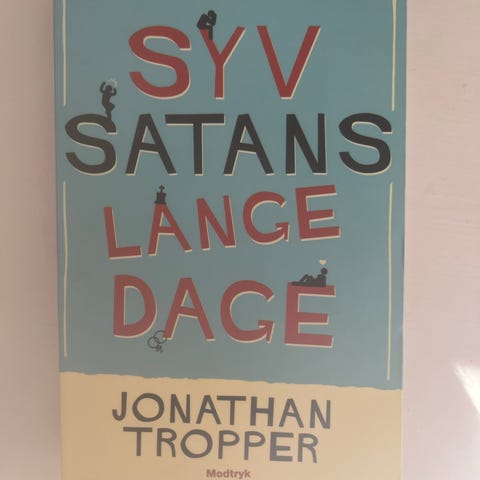 SYV
SATANS
LANGE
DAGE
JONATHAN
TROPPER
Modtryk